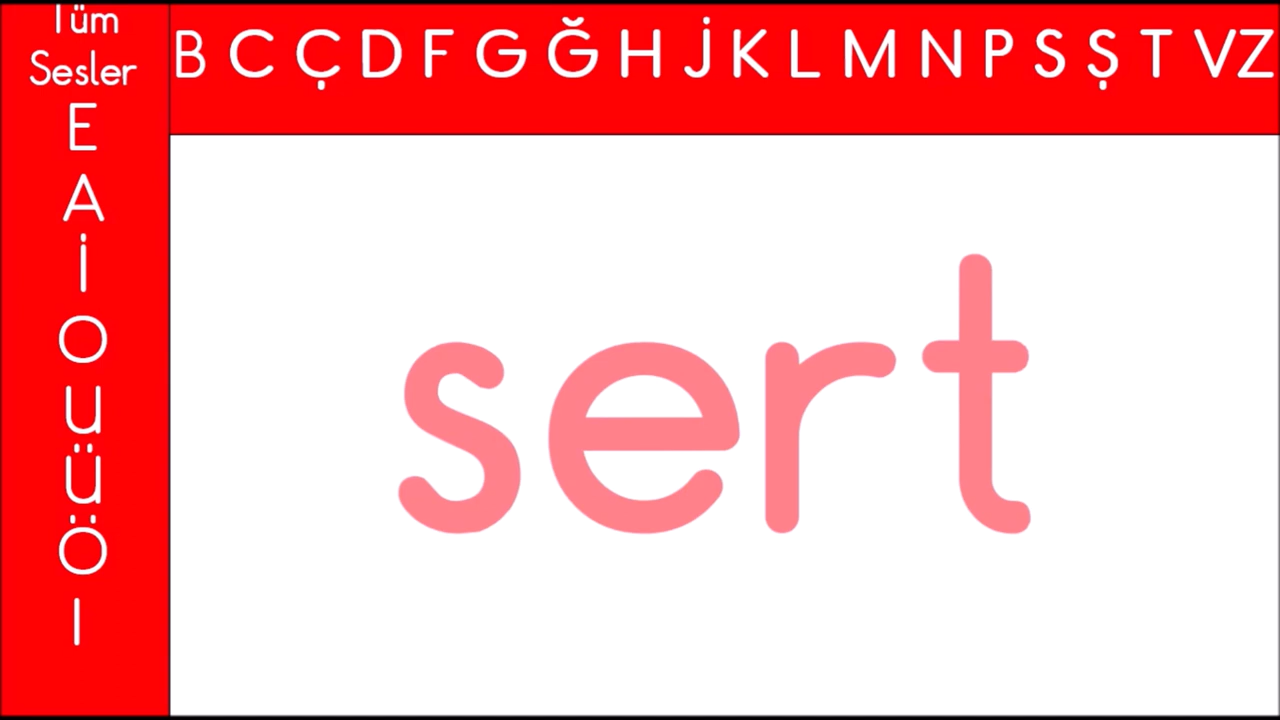 Tüm
Sesler
B C Ç D F G Ğ H J K L M N P S Ş T V Z
E
A
İ
O
U
Ü
Ö
I
sert